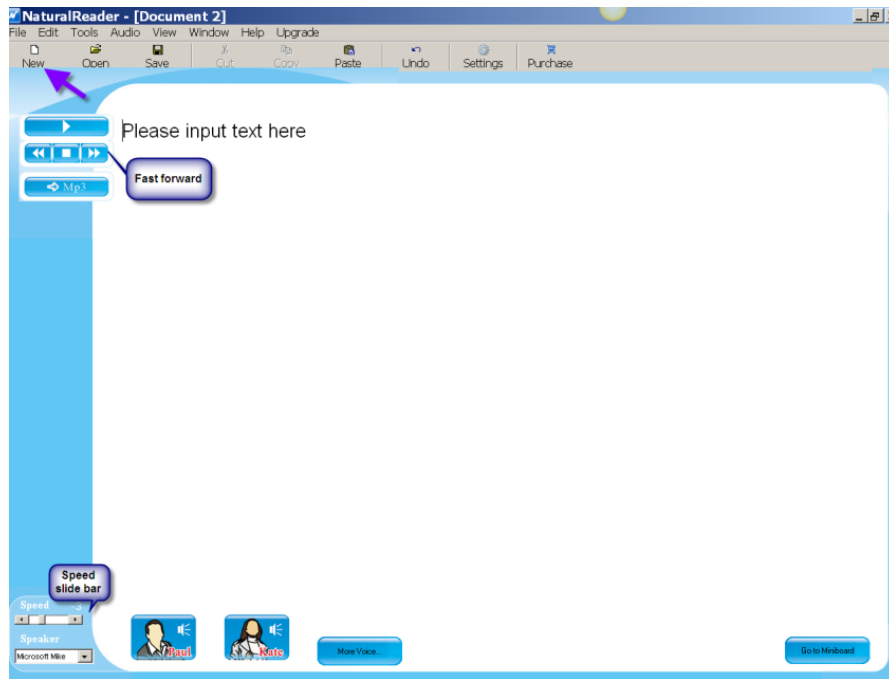 NaturalReader - [Document 2]
File Edit Tools Audio View Window Help Upgrade
New Open Save Cut Copy Paste Undo Settings Purchase
Please input text here
Fast forward
Mp3
Speed slide bar
Speed -3
Speaker
Microsoft Mike
Paul
Kate
More Voice...
Go to Miniboard